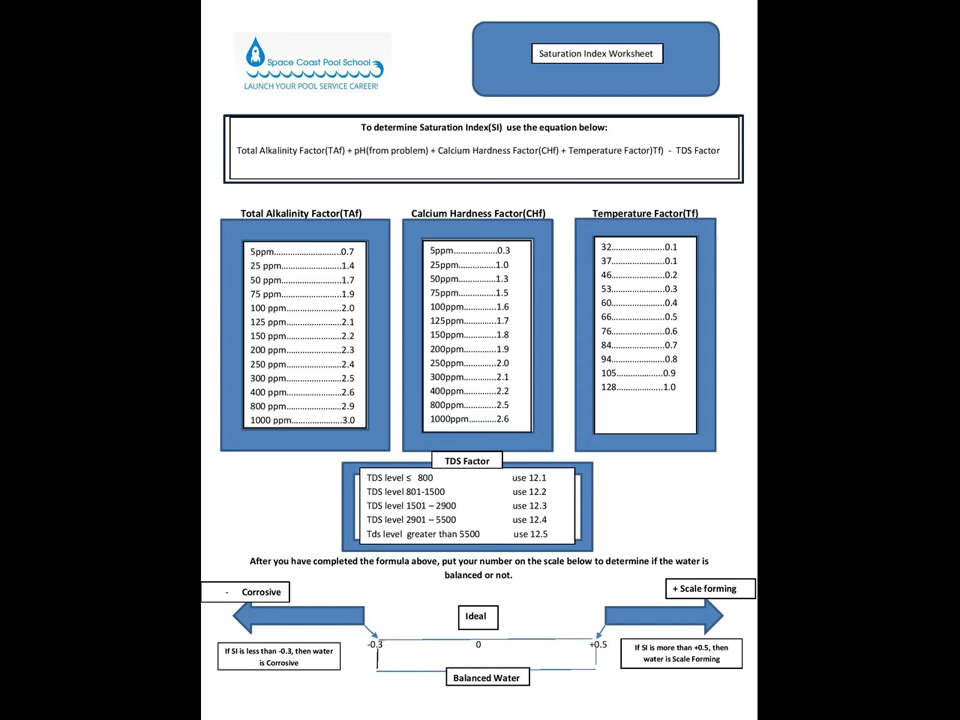 Space Coast Pool School
LAUNCH YOUR POOL SERVICE CAREER!
Saturation Index Worksheet
To determine Saturation Index(SI) use the equation below:
Total Alkalinity Factor(TAf) + pH(from problem) + Calcium Hardness Factor(CHf) + Temperature Factor)Tf) - TDS Factor
Total Alkalinity Factor(TAf)
5ppm............................0.7
25 ppm.........................1.4
50 ppm.........................1.7
75 ppm.........................1.9
100 ppm.......................2.0
125 ppm.......................2.1
150 ppm.......................2.2
200 ppm.......................2.3
250 ppm.......................2.4
300 ppm.......................2.5
400 ppm.......................2.6
800 ppm.......................2.9
1000 ppm.....................3.0
Calcium Hardness Factor(CHf)
5ppm...................0.3
25ppm................1.0
50ppm................1.3
75ppm................1.5
100ppm..............1.6
125ppm..............1.7
150ppm..............1.8
200ppm..............1.9
250ppm..............2.0
300ppm..............2.1
400ppm..............2.2
800ppm..............2.5
1000ppm............2.6
Temperature Factor(Tf)
32.......................0.1
37.......................0.1
46.......................0.2
53.......................0.3
60.......................0.4
66.......................0.5
76.......................0.6
84.......................0.7
94.......................0.8
105....................0.9
128....................1.0
TDS Factor
TDS level ≤ 800 use 12.1
TDS level 801-1500 use 12.2
TDS level 1501 – 2900 use 12.3
TDS level 2901 – 5500 use 12.4
Tds level greater than 5500 use 12.5
After you have completed the formula above, put your number on the scale below to determine if the water is
balanced or not.
- Corrosive
+ Scale forming
Ideal
-0.3 0 +0.5
If SI is less than -0.3, then water
is Corrosive
If SI is more than +0.5, then
water is Scale Forming
Balanced Water